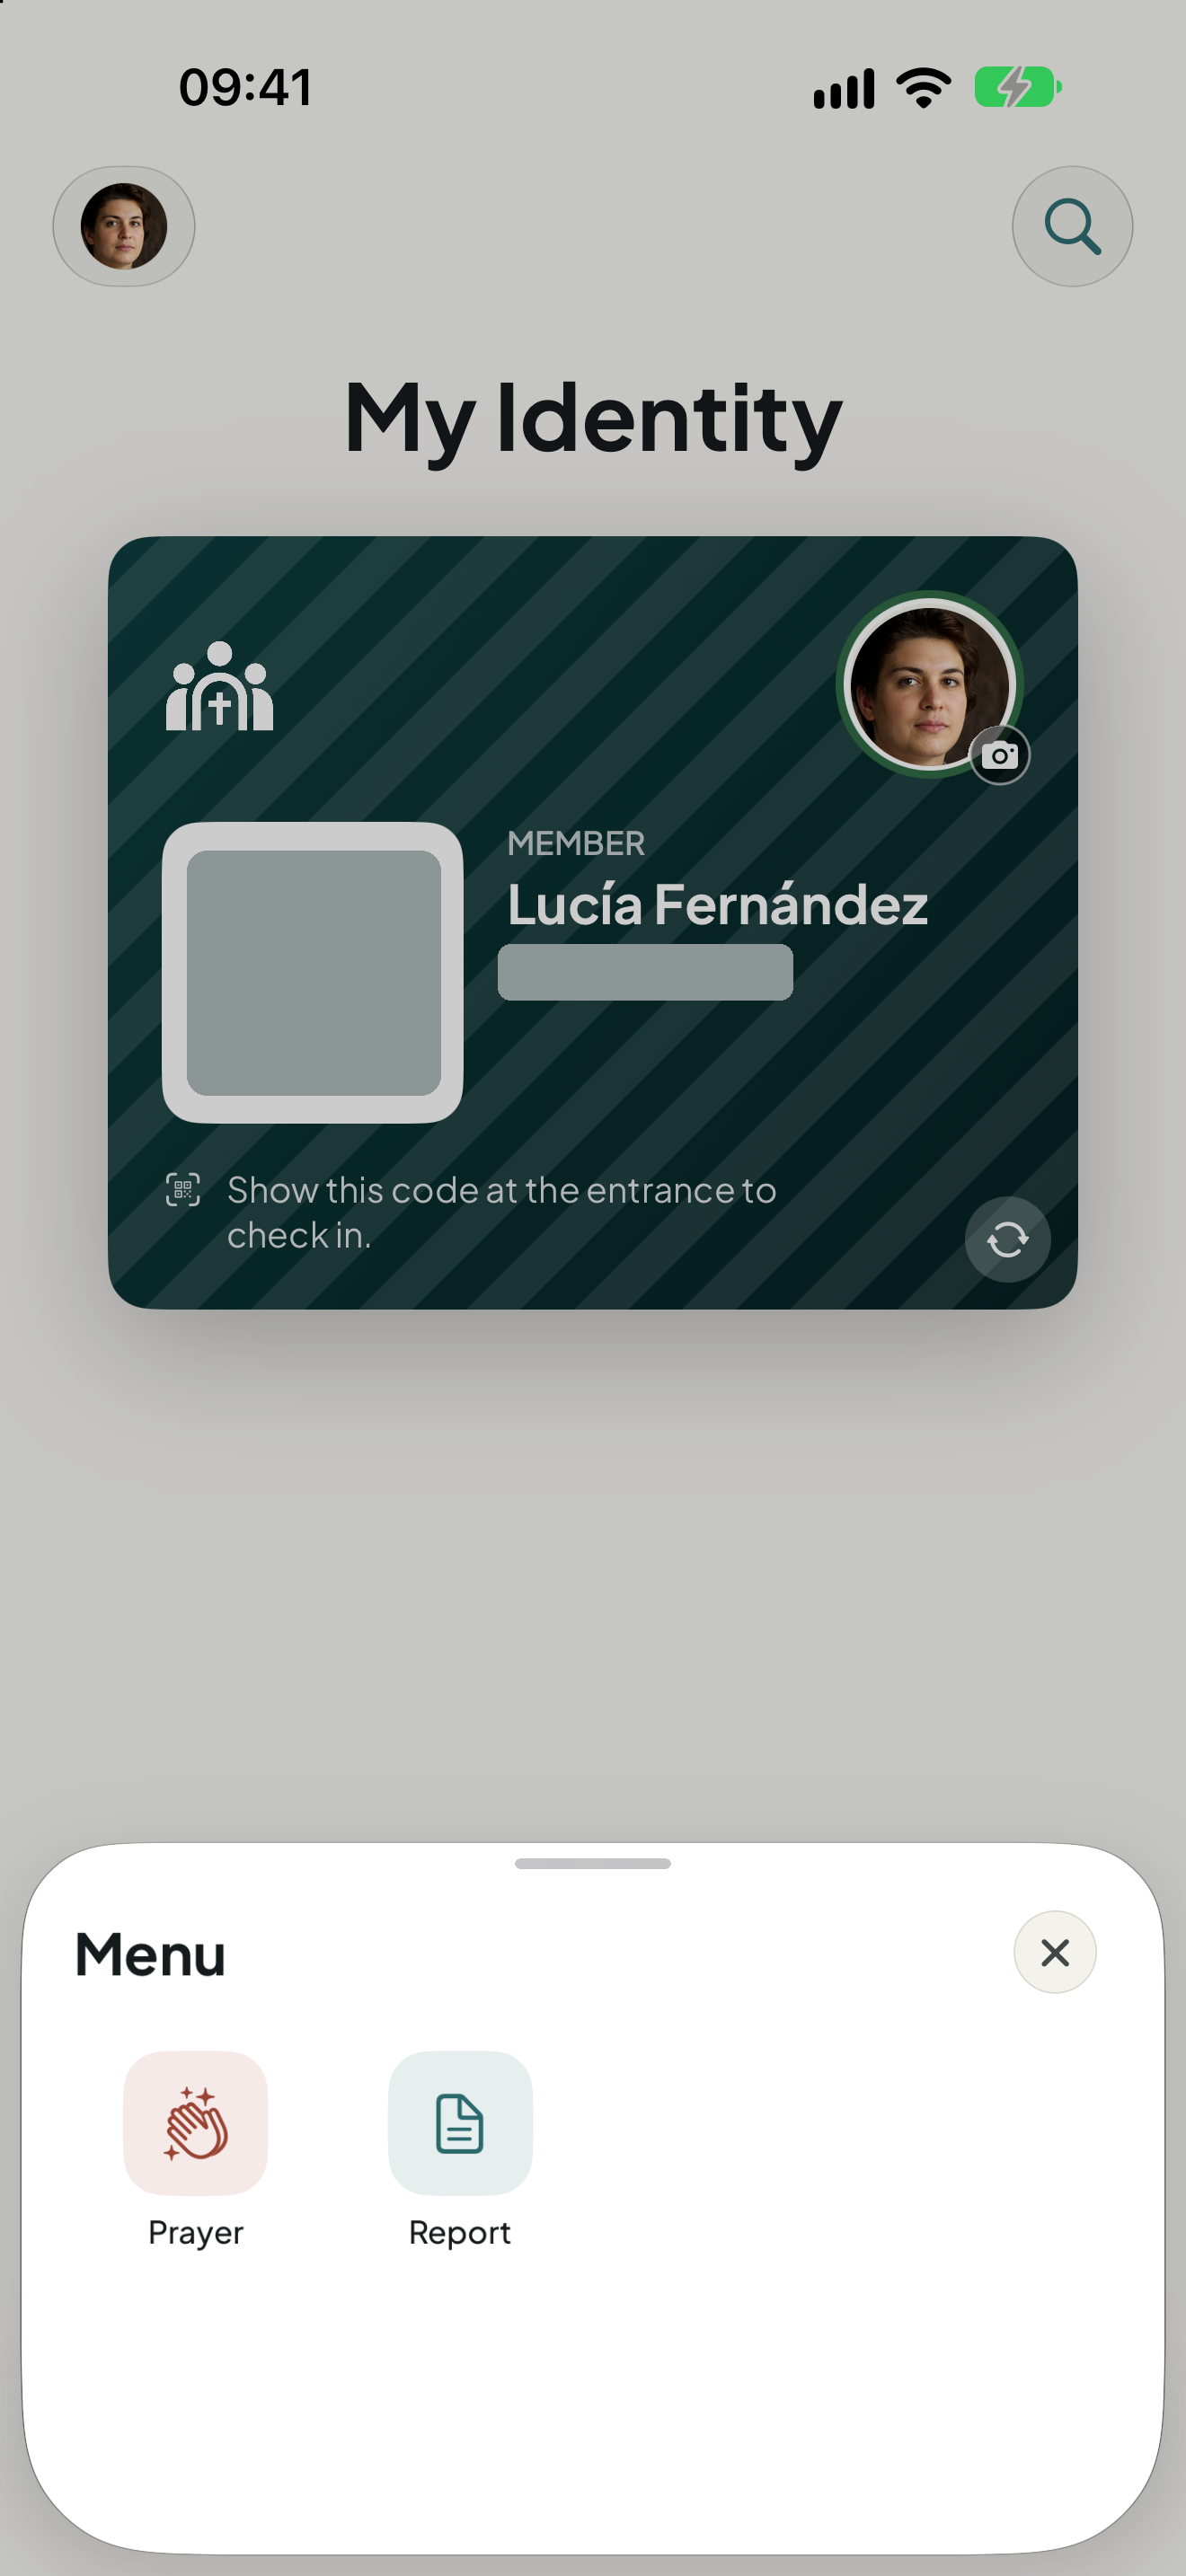 09:41
My Identity
MEMBER
Lucía Fernández
Show this code at the entrance to
check in.
Menu
Prayer
Report